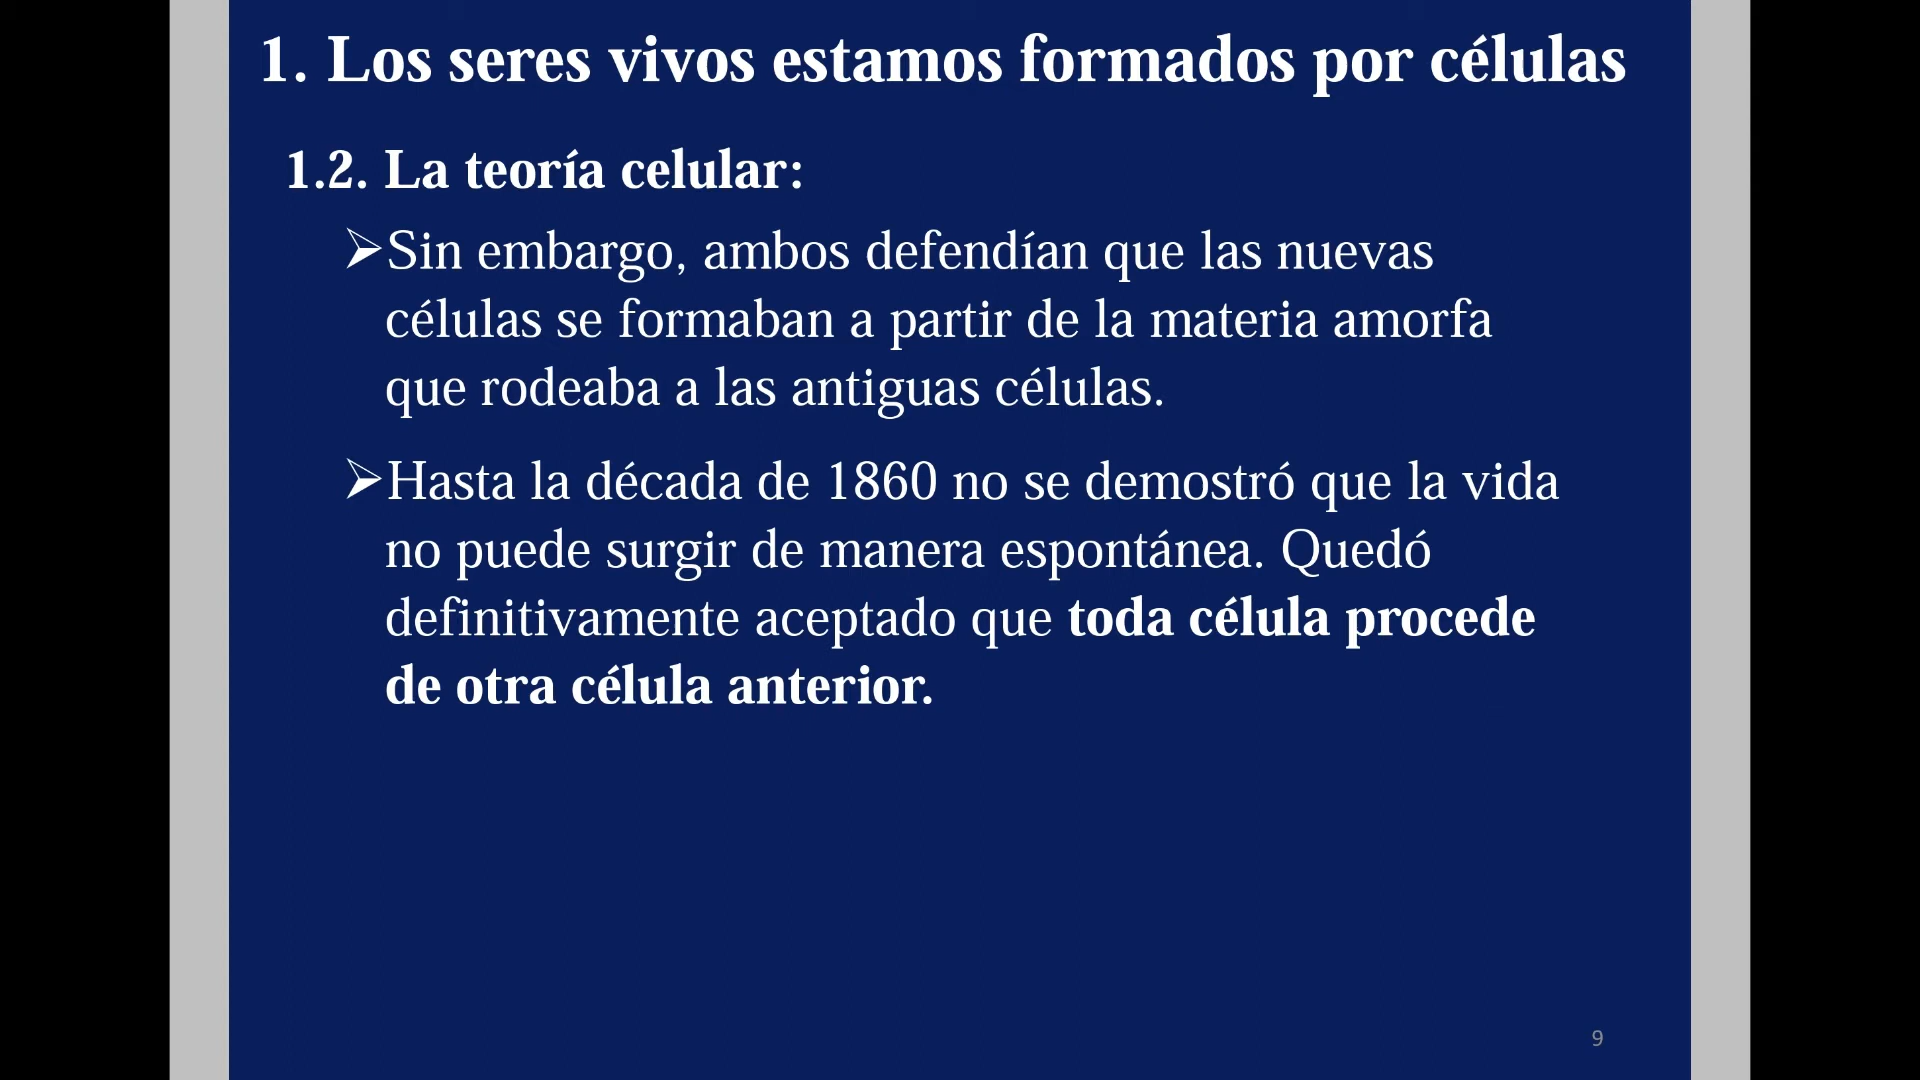 1. Los seres vivos estamos formados por células
1.2. La teoría celular:
➢Sin embargo, ambos defendían que las nuevas
células se formaban a partir de la materia amorfa
que rodeaba a las antiguas células.
➢Hasta la década de 1860 no se demostró que la vida
no puede surgir de manera espontánea. Quedó
definitivamente aceptado que toda célula procede
de otra célula anterior.
9